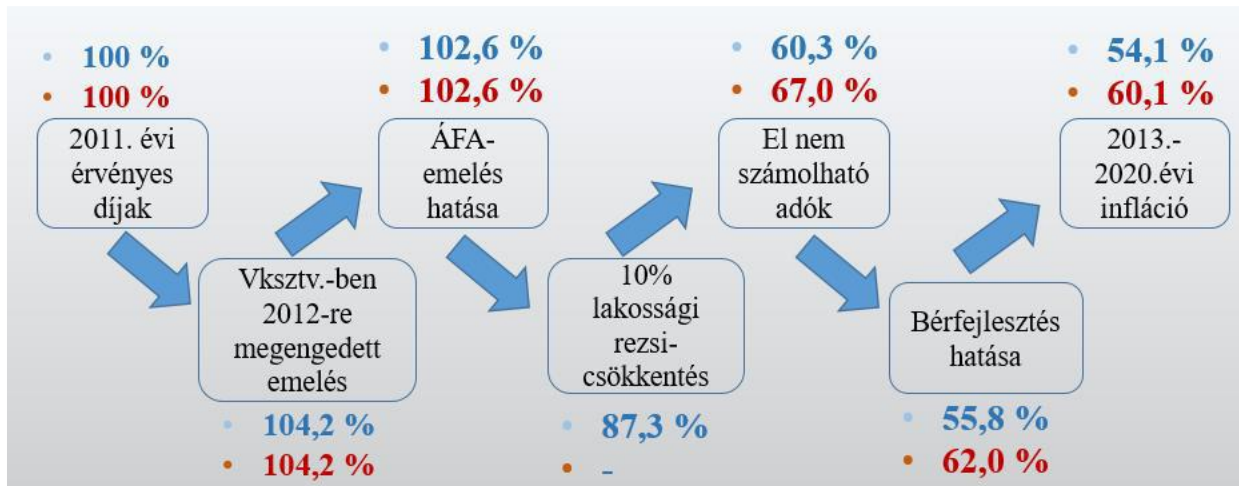 100 %
100 %
2011. évi
érvényes
díjak
Vksztv.-ben
2012-re
megengedett
emelés
104,2 %
104,2 %
102,6 %
102,6 %
ÁFA-
emelés
hatása
10%
lakossági
rezsi-
csökkentés
87,3 %
-
60,3 %
67,0 %
El nem
számolható
adók
Bérfejlesztés
hatása
55,8 %
62,0 %
54,1 %
60,1 %
2013.-
2020.évi
infláció